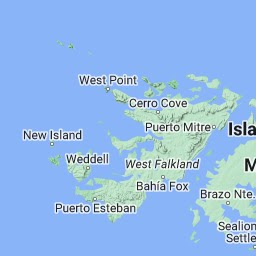 West Point
Cerro Cove
Puerto Mitre
Isla
New Island
M
Weddell
West Falkland
Bahía Fox
Brazo Nte.
Puerto Esteban
Sealion
Settle